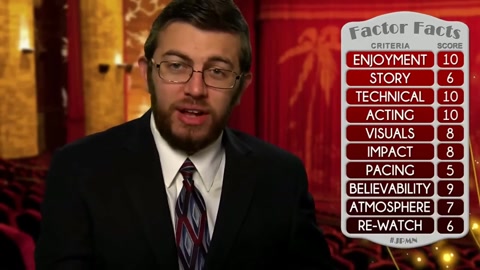 Factor Facts
CRITERIA SCORE
ENJOYMENT 10
STORY 6
TECHNICAL 10
ACTING 10
VISUALS 8
IMPACT 8
PACING 5
BELIEVABILITY 9
ATMOSPHERE 7
RE-WATCH 6
#JPMN